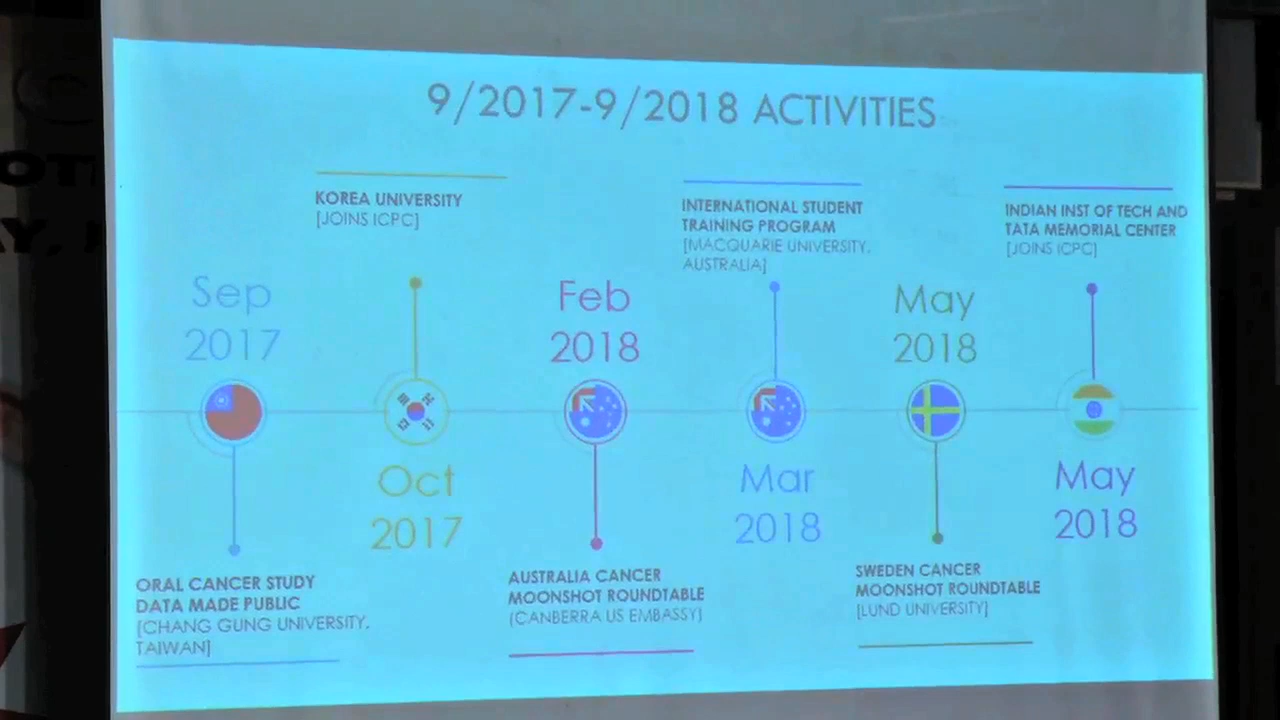 9/2017-9/2018 ACTIVITIES
Sep
2017
ORAL CANCER STUDY
DATA MADE PUBLIC
[CHANG GUNG UNIVERSITY,
TAIWAN]
KOREA UNIVERSITY
[JOINS ICPC]
Oct
2017
Feb
2018
AUSTRALIA CANCER
MOONSHOT ROUNDTABLE
(CANBERRA US EMBASSY)
INTERNATIONAL STUDENT
TRAINING PROGRAM
[MACQUARIE UNIVERSITY,
AUSTRALIA]
Mar
2018
May
2018
SWEDEN CANCER
MOONSHOT ROUNDTABLE
[LUND UNIVERSITY]
INDIAN INST OF TECH AND
TATA MEMORIAL CENTER
[JOINS ICPC]
May
2018